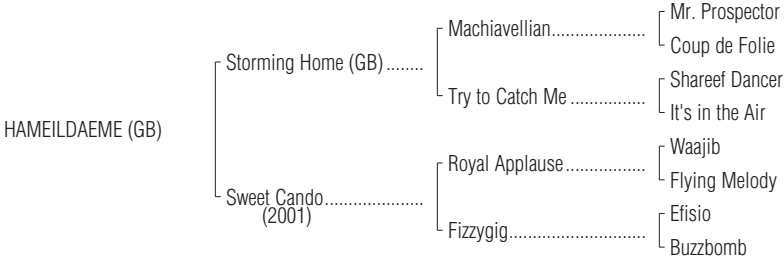 Mr. Prospector
Machiavellian....................
Coup de Folie
Storming Home (GB)........
Shareef Dancer
Try to Catch Me................
It's in the Air
HAMEILDAEME (GB)
Waajib
Royal Applause.................
Flying Melody
Sweet Cando.....................
(2001)
Efisio
Fizzygig.............................
Buzzbomb